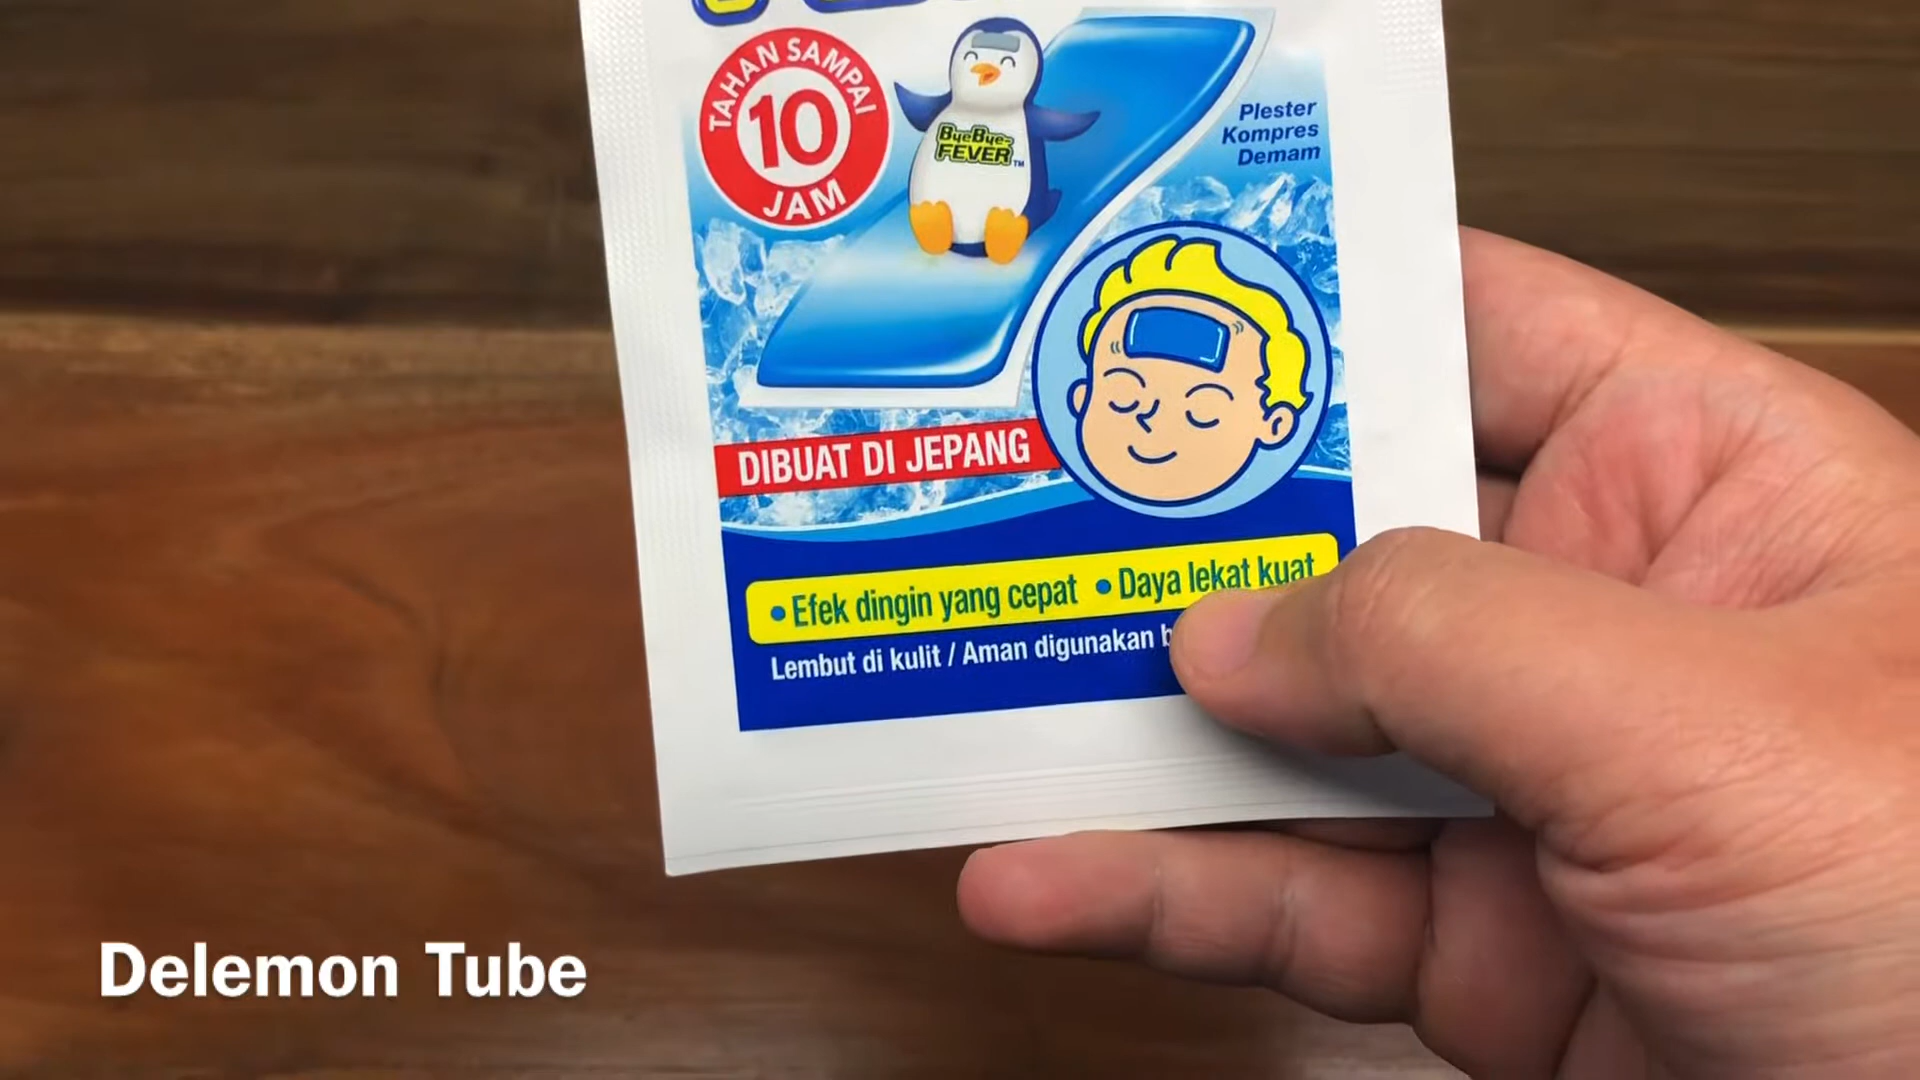 TAHAN SAMPAI
10
JAM
ByeBye-
FEVER™
Plester
Kompres
Demam
DIBUAT DI JEPANG
• Efek dingin yang cepat • Daya lekat kuat
Lembut di kulit / Aman digunakan
Delemon Tube